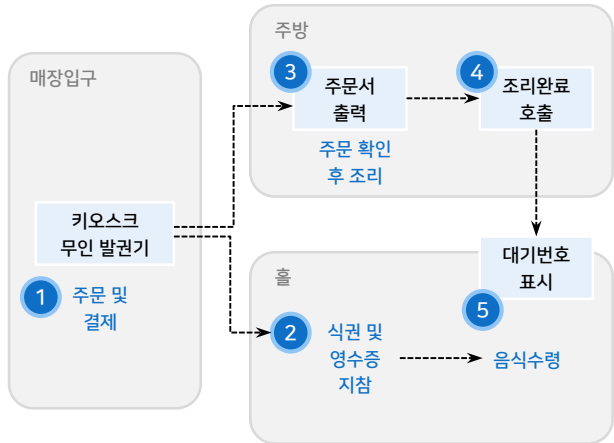 매장입구
키오스크
무인 발권기
1
주문 및
결제
주방
3
주문서
출력
주문 확인
후 조리
4
조리완료
호출
홀
2
식권 및
영수증
지참
대기번호
표시
5
음식수령